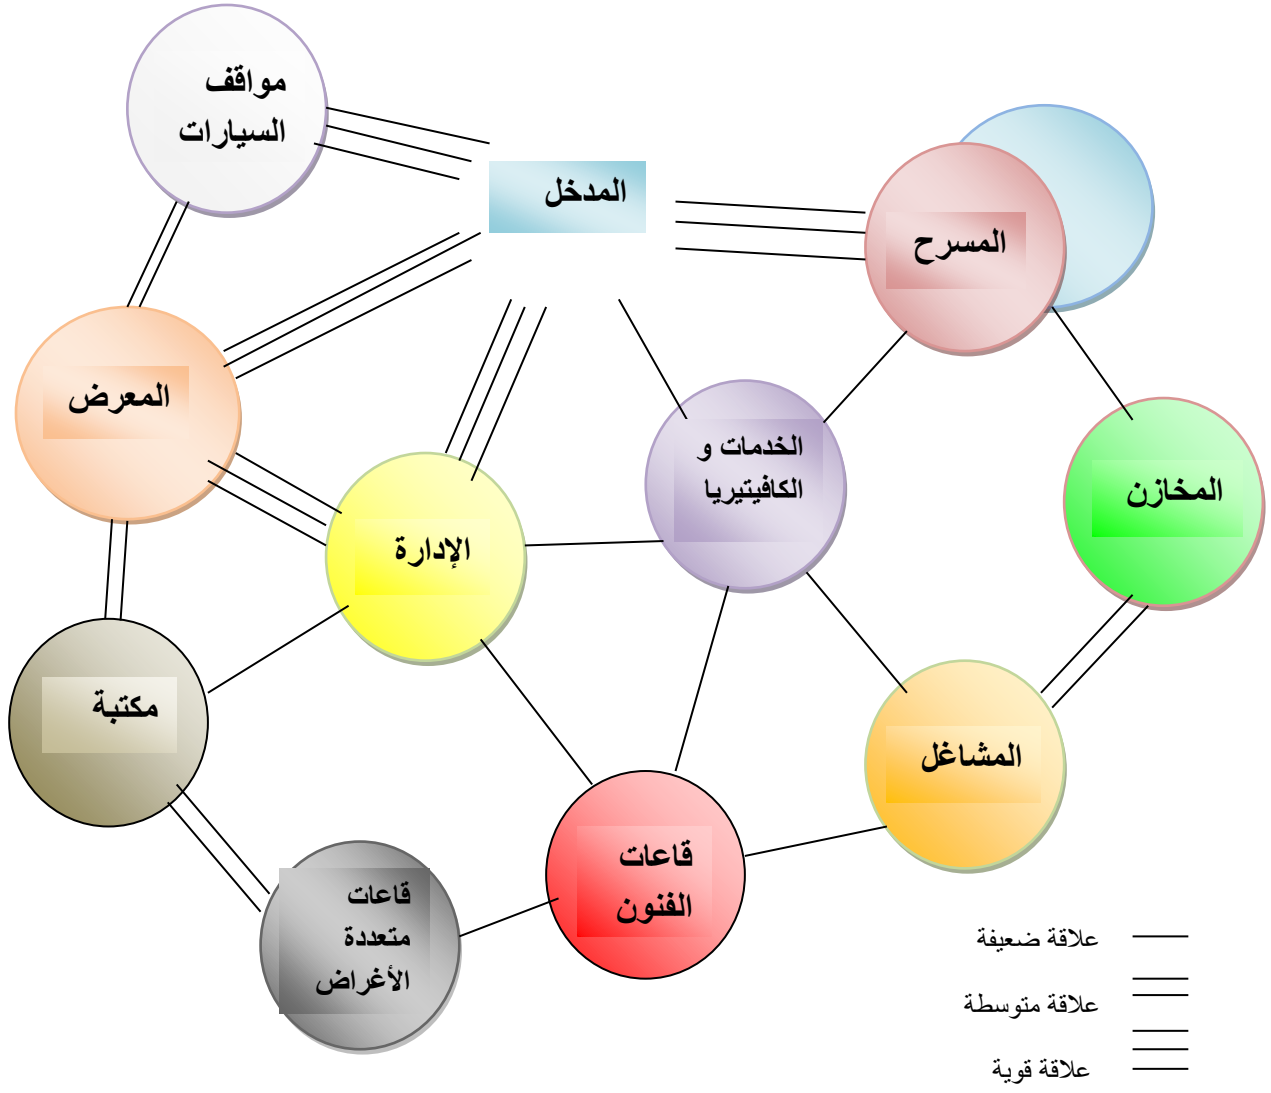 مواقف
السيارات
المدخل
المسرح
المعرض
الخدمات و
الكافيتيريا
المخازن
الإدارة
مكتبة
المشاغل
قاعات
الفنون
قاعات
متعددة
الأغراض
علاقة ضعيفة
علاقة متوسطة
علاقة قوية